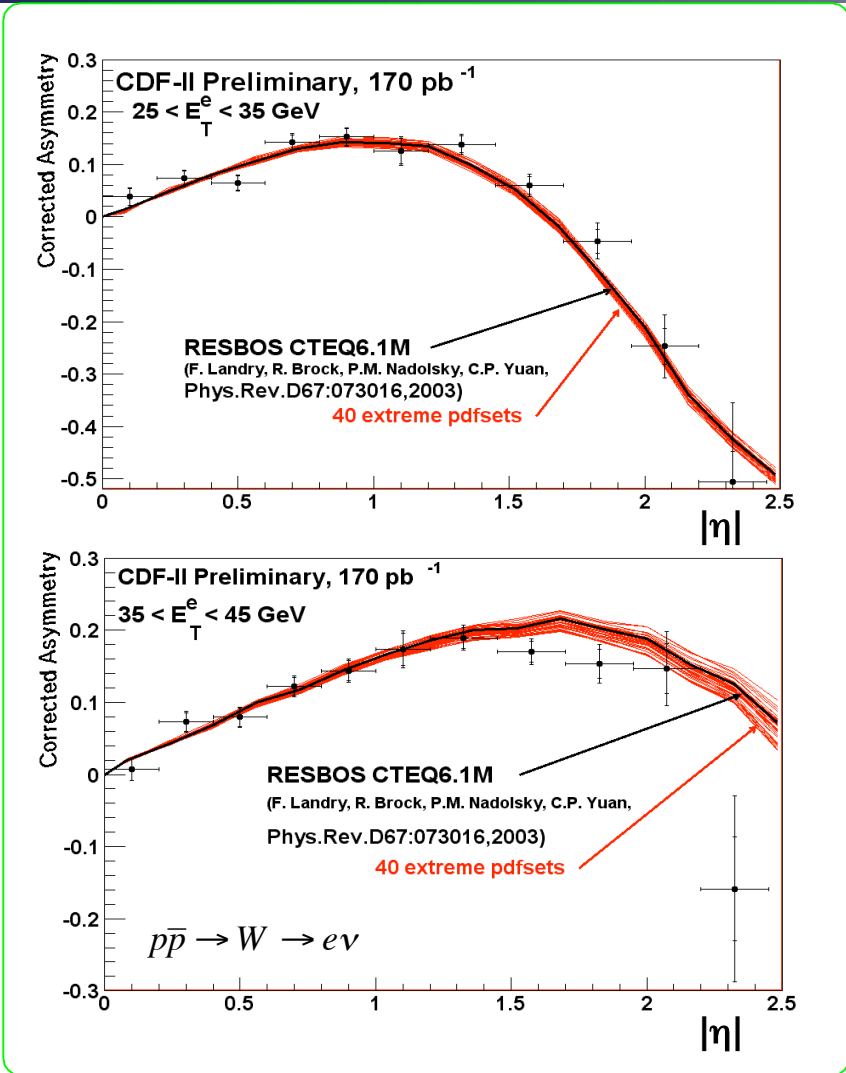 CDF-II Preliminary, 170 pb -1
25 < E_T^e < 35 GeV
Corrected Asymmetry
0.3
0.2
0.1
0
-0.1
-0.2
-0.3
-0.4
-0.5
RESBOS CTEQ6.1M
(F. Landry, R. Brock, P.M. Nadolsky, C.P. Yuan,
Phys.Rev.D67:073016,2003)
40 extreme pdfsets
0 0.5 1 1.5 2 2.5
|η|
CDF-II Preliminary, 170 pb -1
35 < E_T^e < 45 GeV
Corrected Asymmetry
0.3
0.2
0.1
0
-0.1
-0.2
-0.3
RESBOS CTEQ6.1M
(F. Landry, R. Brock, P.M. Nadolsky, C.P. Yuan,
Phys.Rev.D67:073016,2003)
40 extreme pdfsets
pp̅ → W → eν
0 0.5 1 1.5 2 2.5
|η|